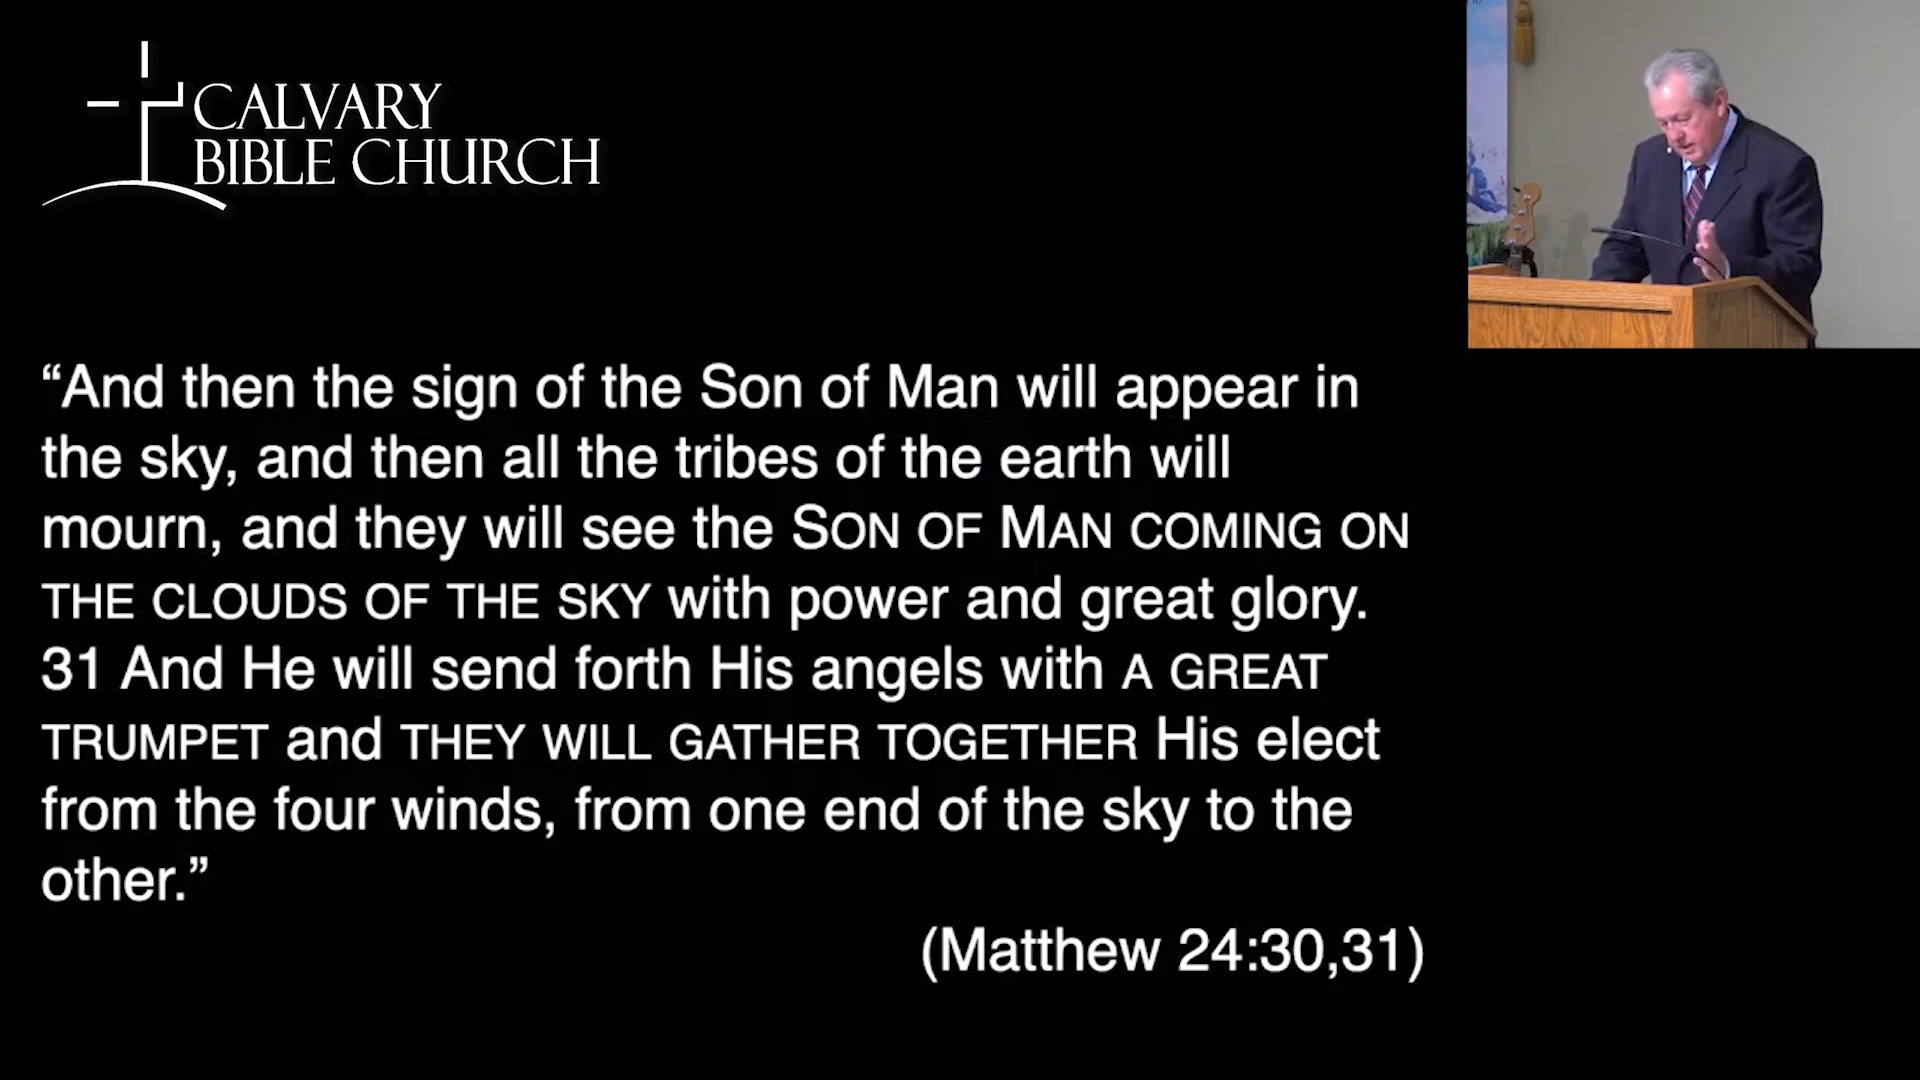 CALVARY
BIBLE CHURCH
“And then the sign of the Son of Man will appear in
the sky, and then all the tribes of the earth will
mourn, and they will see the SON OF MAN COMING ON
THE CLOUDS OF THE SKY with power and great glory.
31 And He will send forth His angels with A GREAT
TRUMPET and THEY WILL GATHER TOGETHER His elect
from the four winds, from one end of the sky to the
other.”
(Matthew 24:30,31)